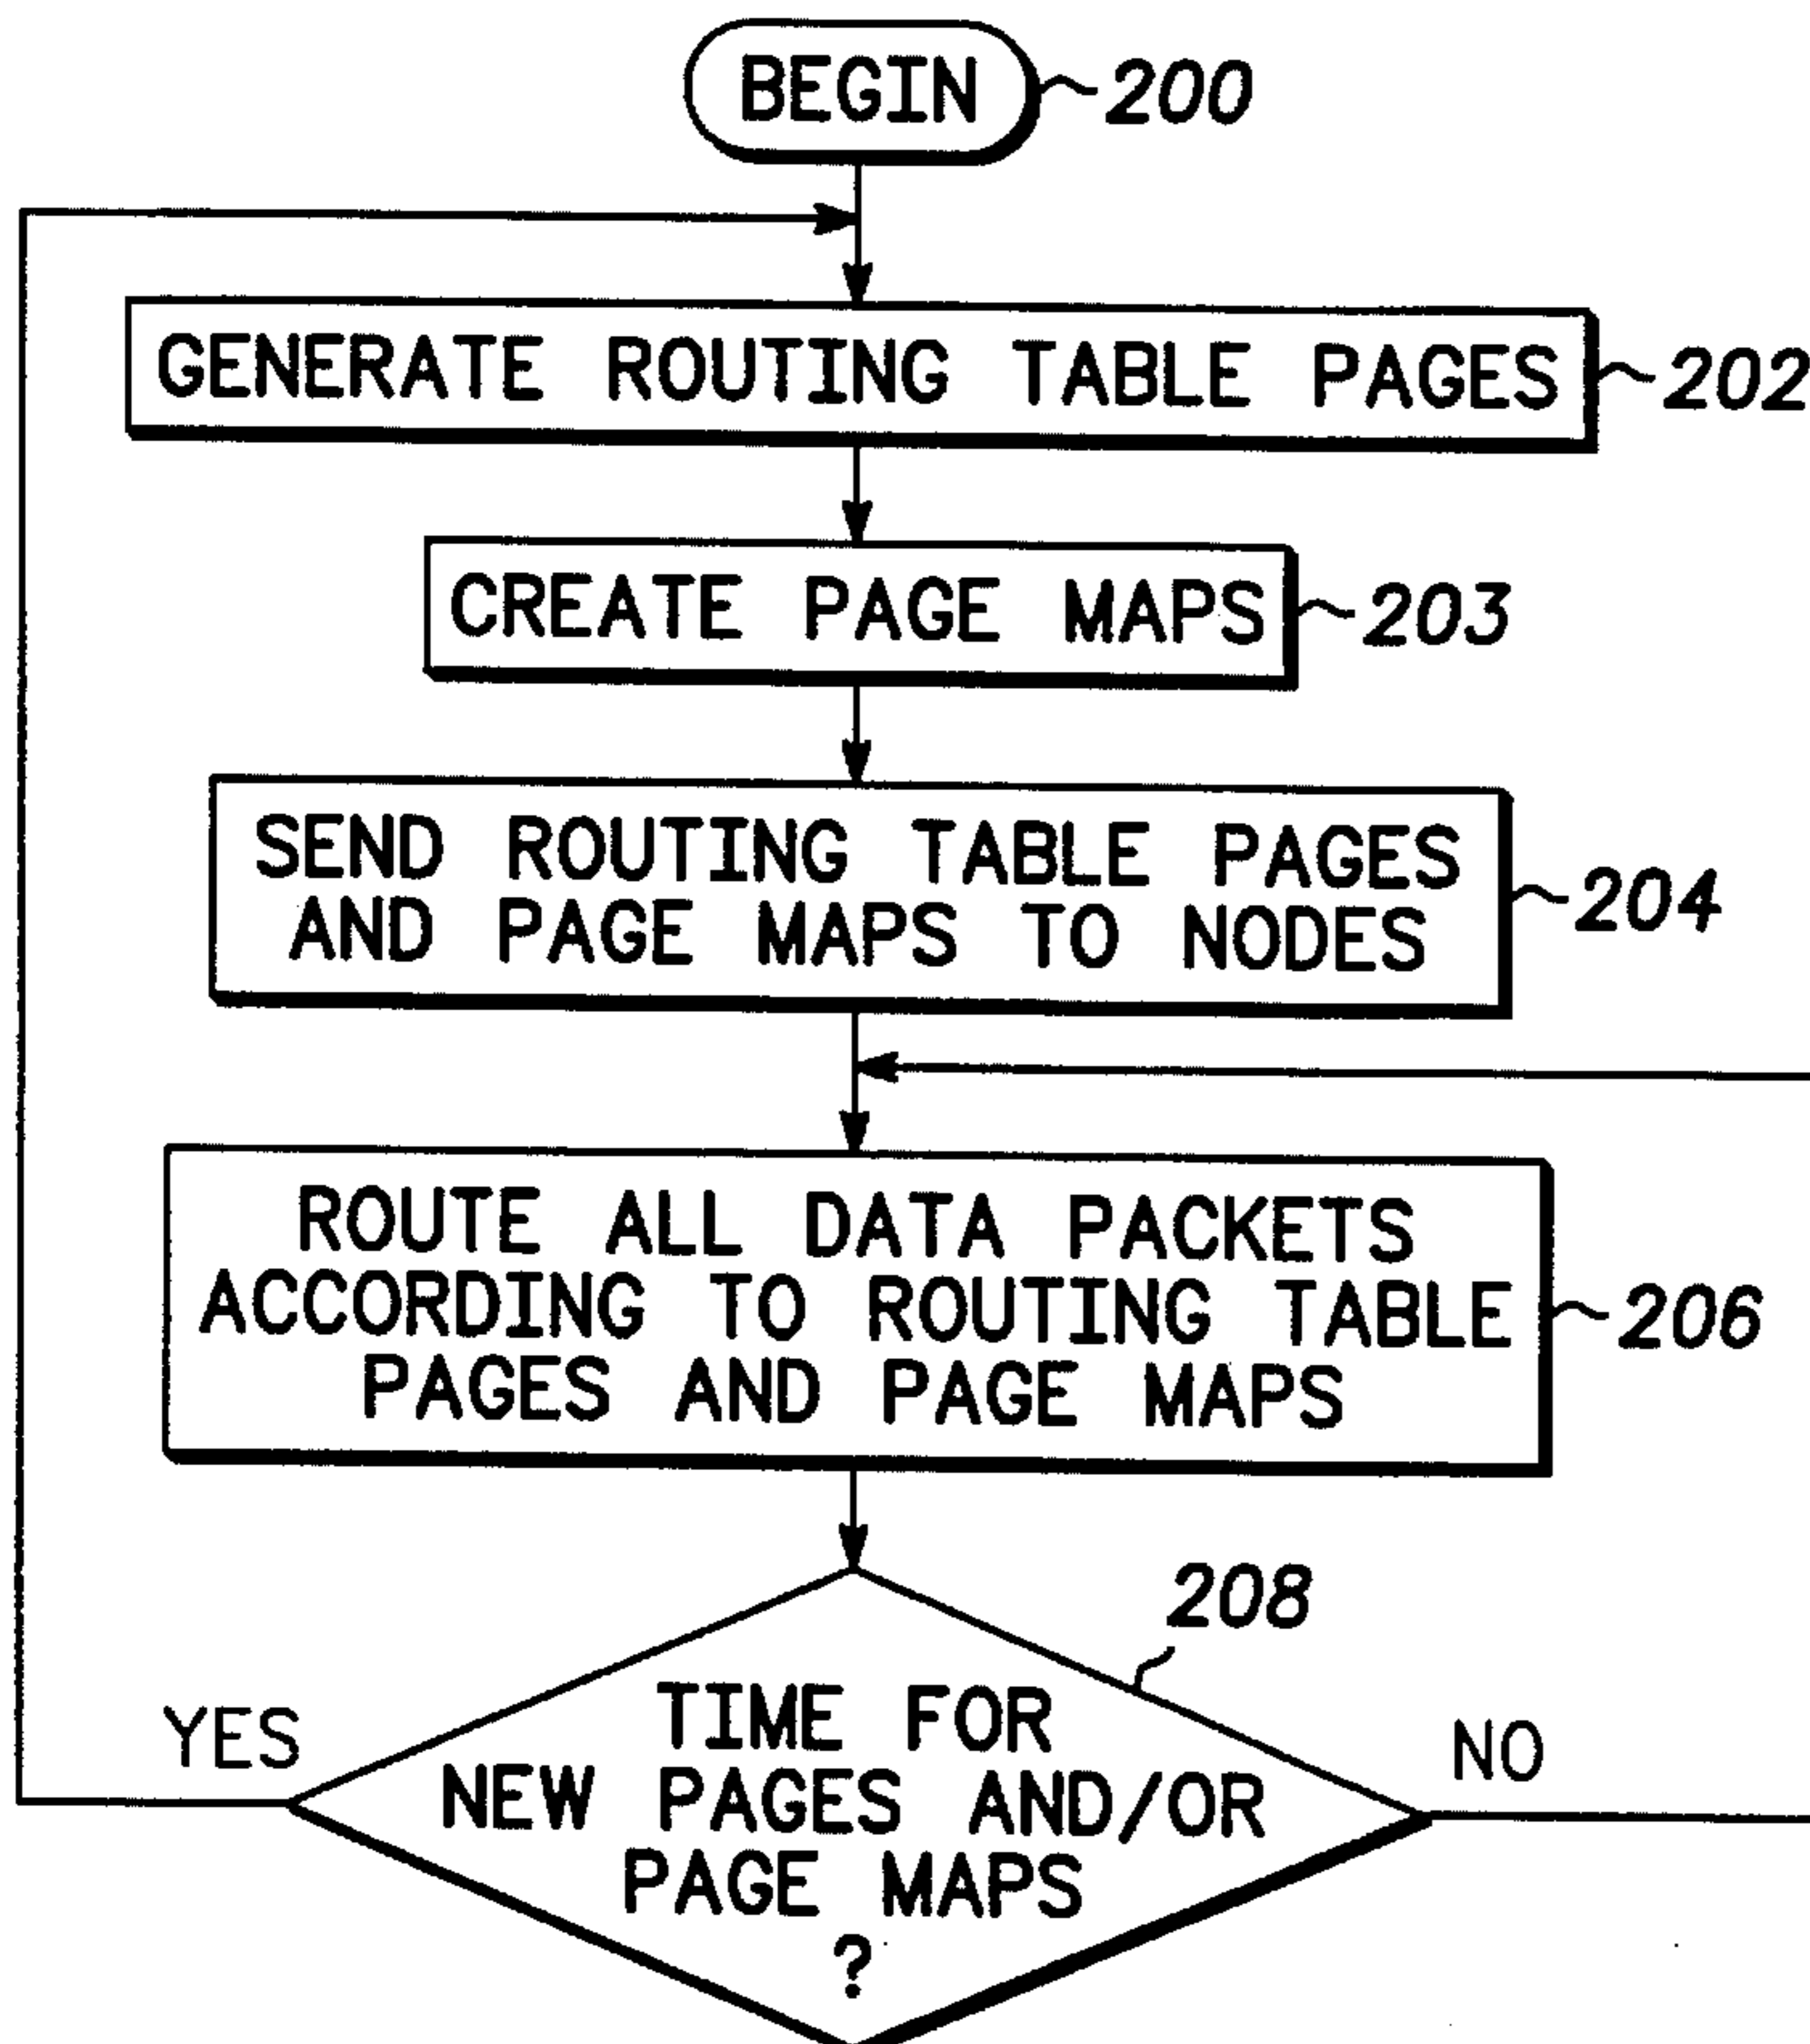 BEGIN 200
GENERATE ROUTING TABLE PAGES 202
CREATE PAGE MAPS 203
SEND ROUTING TABLE PAGES
AND PAGE MAPS TO NODES
204
ROUTE ALL DATA PACKETS
ACCORDING TO ROUTING TABLE
PAGES AND PAGE MAPS
206
208
YES
TIME FOR
NEW PAGES AND/OR
PAGE MAPS
?
NO